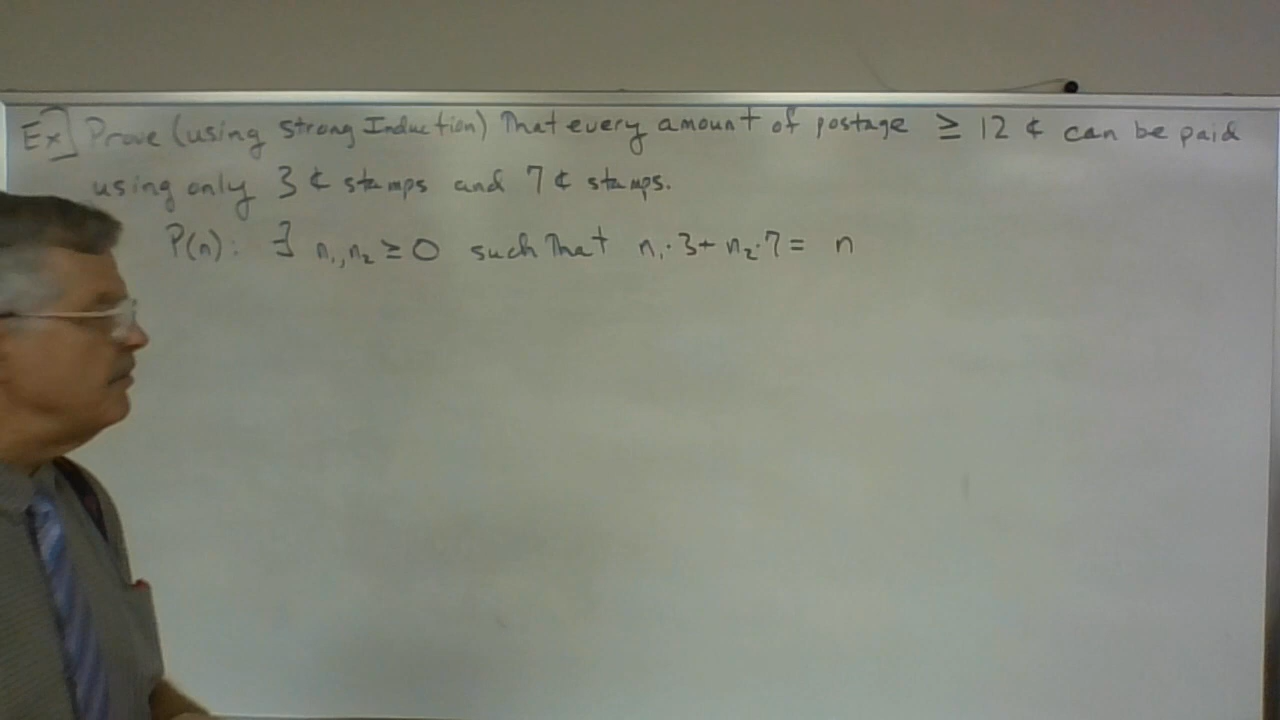 Ex] Prove (using strong Induction) That every amount of postage ≥ 12 ¢ can be paid
using only 3 ¢ stamps and 7 ¢ stamps.
P(n): ∃ n₁,n₂ ≥ 0 such That n₁·3+ n₂·7 = n